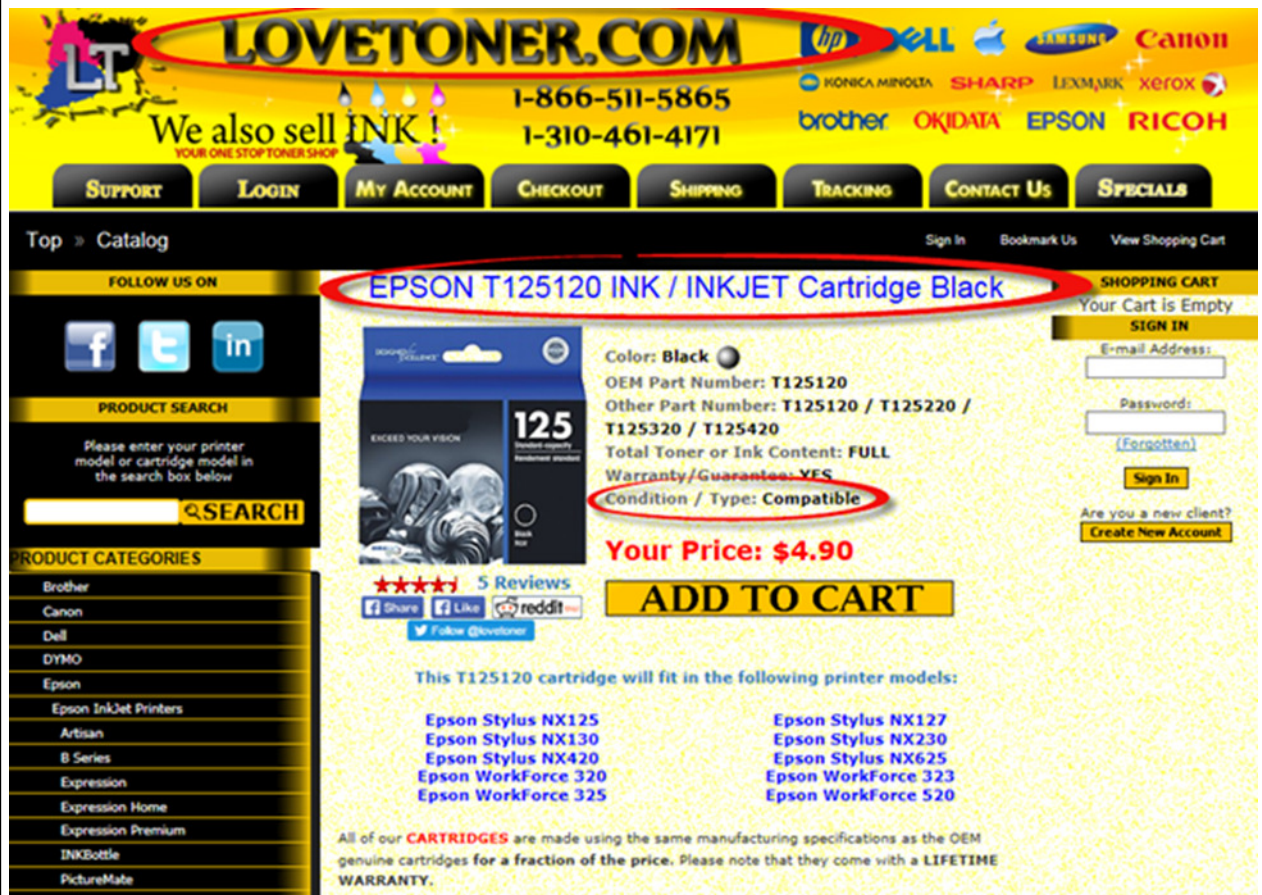 LT
LOVETONER.COM
hp DELL SAMSUNG Canon
KONICA MINOLTA SHARP LEXMARK xerox
brother OKIDATA EPSON RICOH
1-866-511-5865
1-310-461-4171
We also sell INK !
YOUR ONE STOP TONER SHOP
SUPPORT LOGIN MY ACCOUNT CHECKOUT SHIPPING TRACKING CONTACT US SPECIALS
Top » Catalog
Sign In Bookmark Us View Shopping Cart
FOLLOW US ON
f t in
PRODUCT SEARCH
Please enter your printer
model or cartridge model in
the search box below
SEARCH
PRODUCT CATEGORIES
Brother
Canon
Dell
DYMO
Epson
Epson InkJet Printers
Artisan
B Series
Expression
Expression Home
Expression Premium
INKBottle
PictureMate
EPSON T125120 INK / INKJET Cartridge Black
EXCEED YOUR VISION
125
Standard-capacity
Rendement standard
Black
Noir
Color: Black
OEM Part Number: T125120
Other Part Number: T125120 / T125220 /
T125320 / T125420
Total Toner or Ink Content: FULL
Warranty/Guarantee: YES
Condition / Type: Compatible
Your Price: $4.90
5 Reviews
Share Like reddit
Follow @lovetoner
ADD TO CART
This T125120 cartridge will fit in the following printer models:
Epson Stylus NX125 Epson Stylus NX127
Epson Stylus NX130 Epson Stylus NX230
Epson Stylus NX420 Epson Stylus NX625
Epson WorkForce 320 Epson WorkForce 323
Epson WorkForce 325 Epson WorkForce 520
All of our CARTRIDGES are made using the same manufacturing specifications as the OEM
genuine cartridges for a fraction of the price. Please note that they come with a LIFETIME
WARRANTY.
SHOPPING CART
Your Cart is Empty
SIGN IN
E-mail Address:
Password:
(Forgotten)
Sign In
Are you a new client?
Create New Account